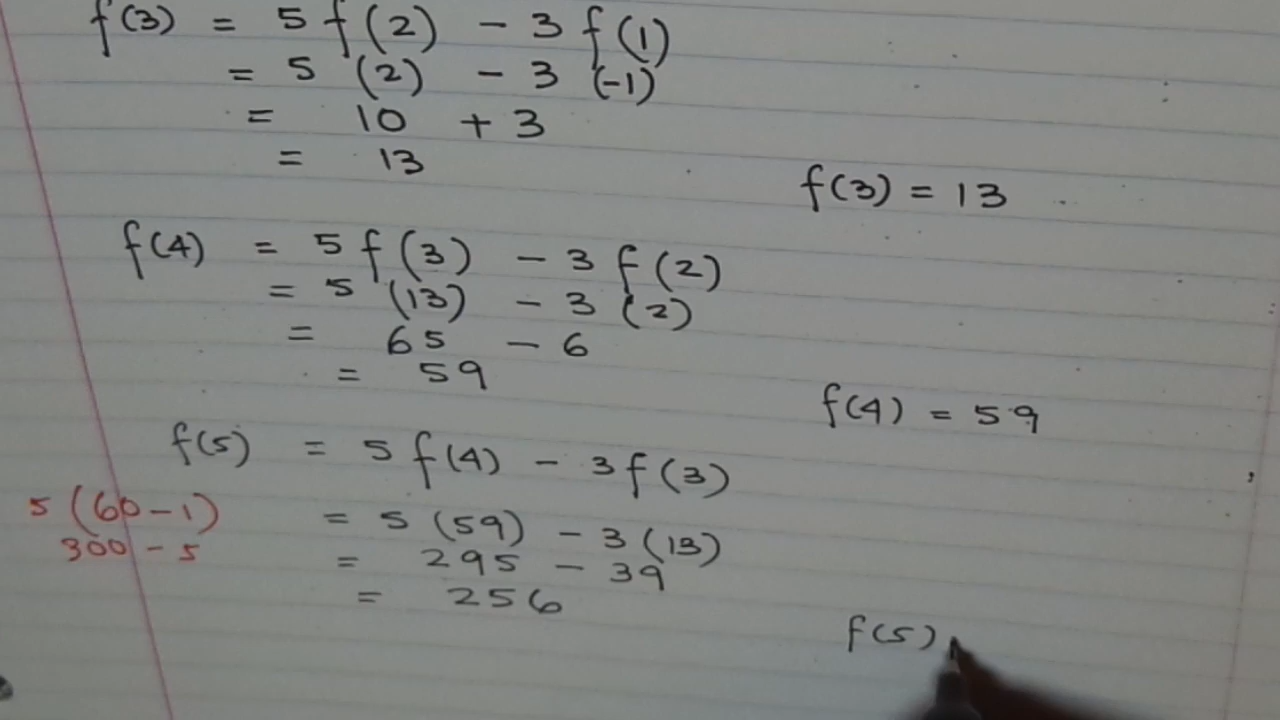 f(3) = 5 f(2) - 3 f(1)
= 5 (2) - 3 (-1)
= 10 + 3
= 13
f(3) = 13
f(4) = 5 f(3) - 3 f(2)
= 5 (13) - 3 (2)
= 65 - 6
= 59
f(4) = 59
f(5) = 5 f(4) - 3 f(3)
5 (60 - 1)
300 - 5
= 5 (59) - 3 (13)
= 295 - 39
= 256
f(5)